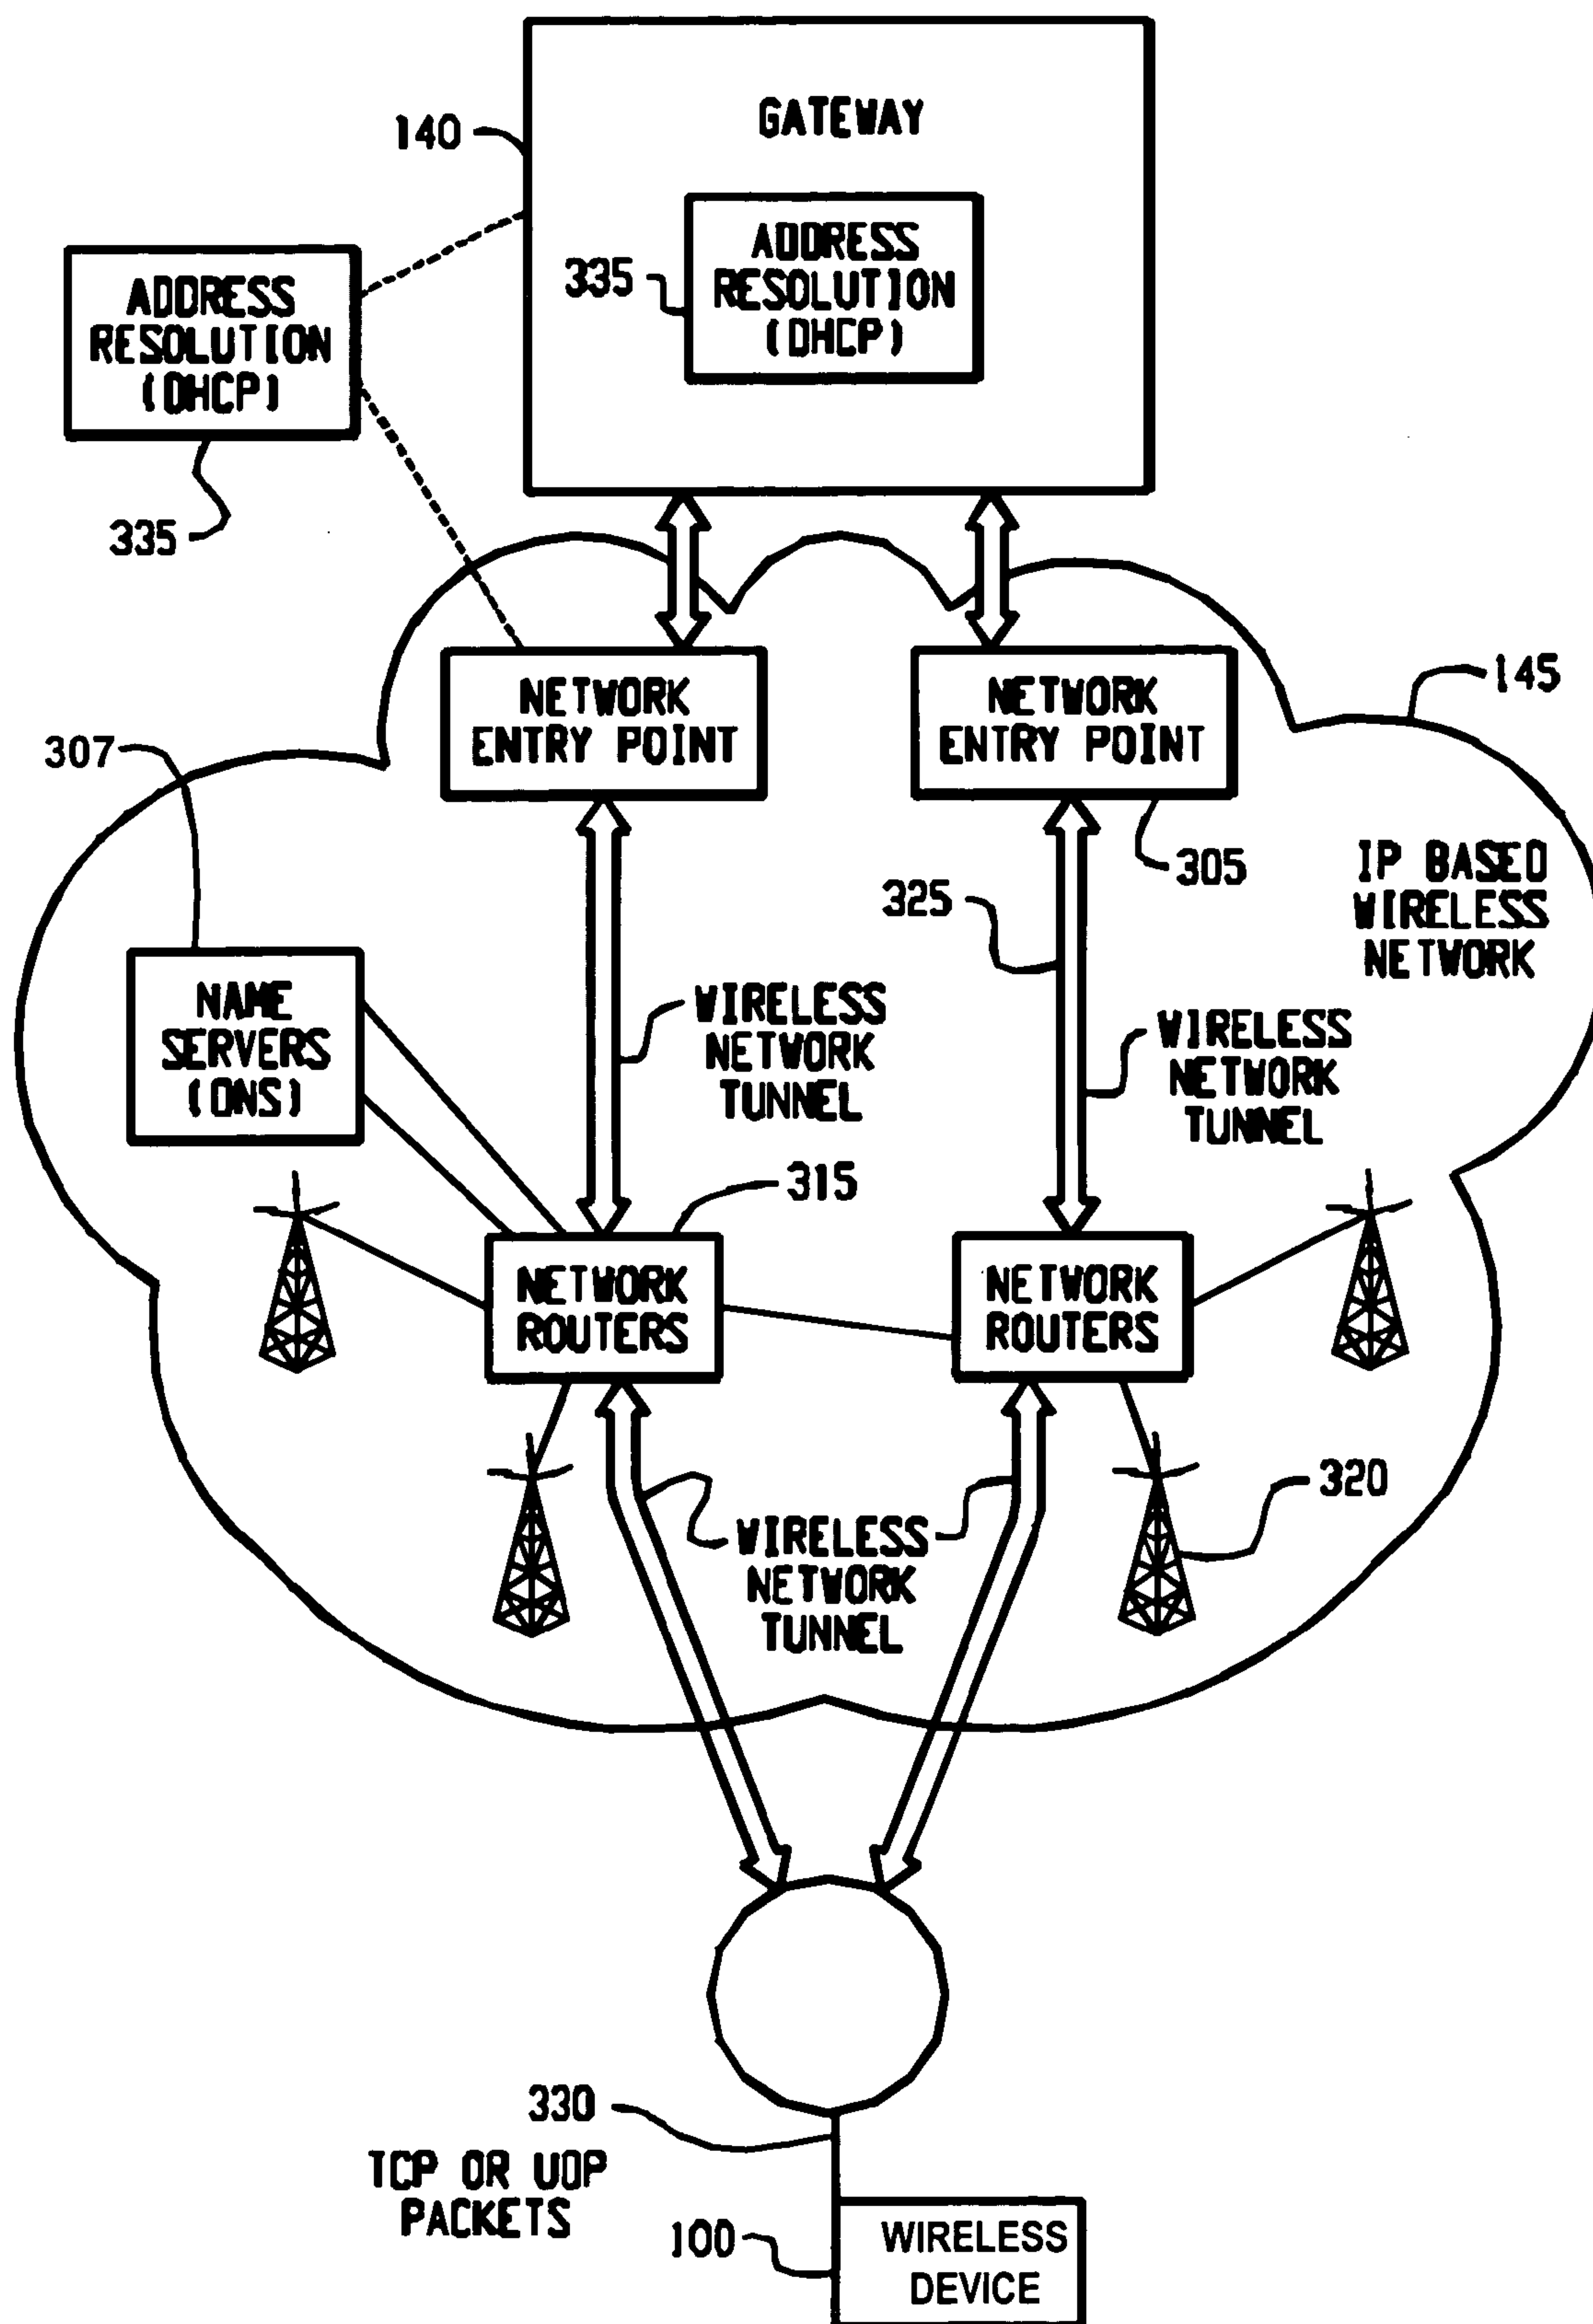 GATEWAY
140
ADDRESS
RESOLUTION
(DHCP)
335
ADDRESS
RESOLUTION
(DHCP)
335
NETWORK
ENTRY POINT
NETWORK
ENTRY POINT
145
307
305
325
IP BASED
WIRELESS
NETWORK
NAME
SERVERS
(DNS)
WIRELESS
NETWORK
TUNNEL
WIRELESS
NETWORK
TUNNEL
315
NETWORK
ROUTERS
NETWORK
ROUTERS
320
WIRELESS
NETWORK
TUNNEL
330
TCP OR UDP
PACKETS
100
WIRELESS
DEVICE